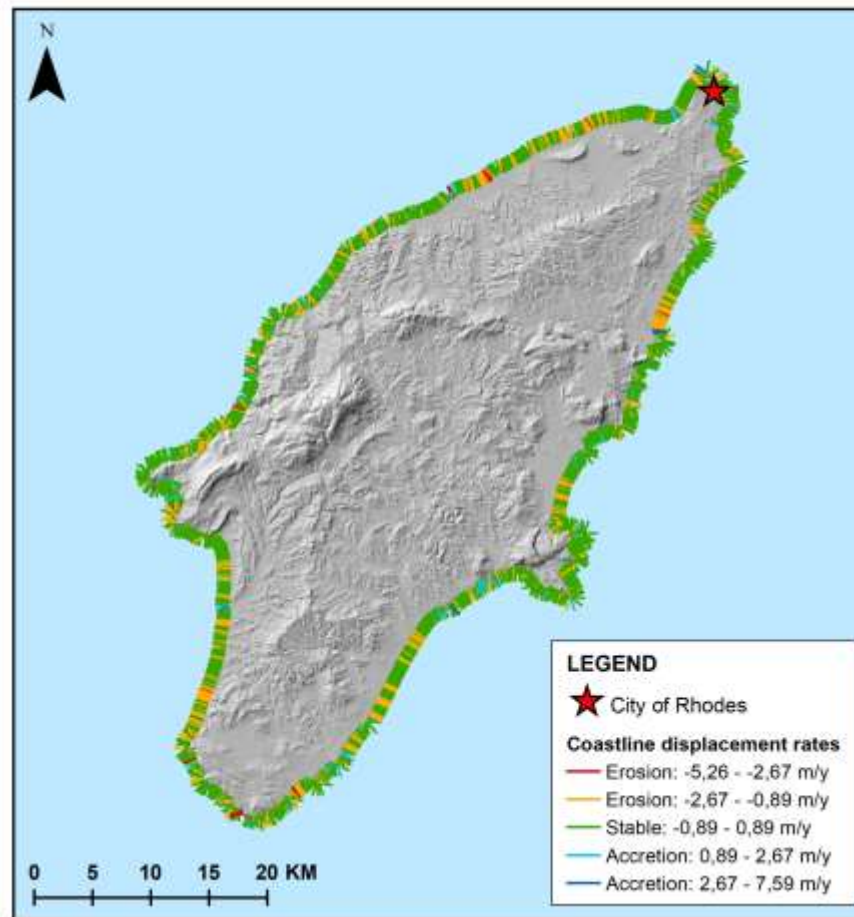 N
LEGEND
City of Rhodes
Coastline displacement rates
Erosion: -5,26 - -2,67 m/y
Erosion: -2,67 - -0,89 m/y
Stable: -0,89 - 0,89 m/y
Accretion: 0,89 - 2,67 m/y
Accretion: 2,67 - 7,59 m/y
0 5 10 15 20 KM